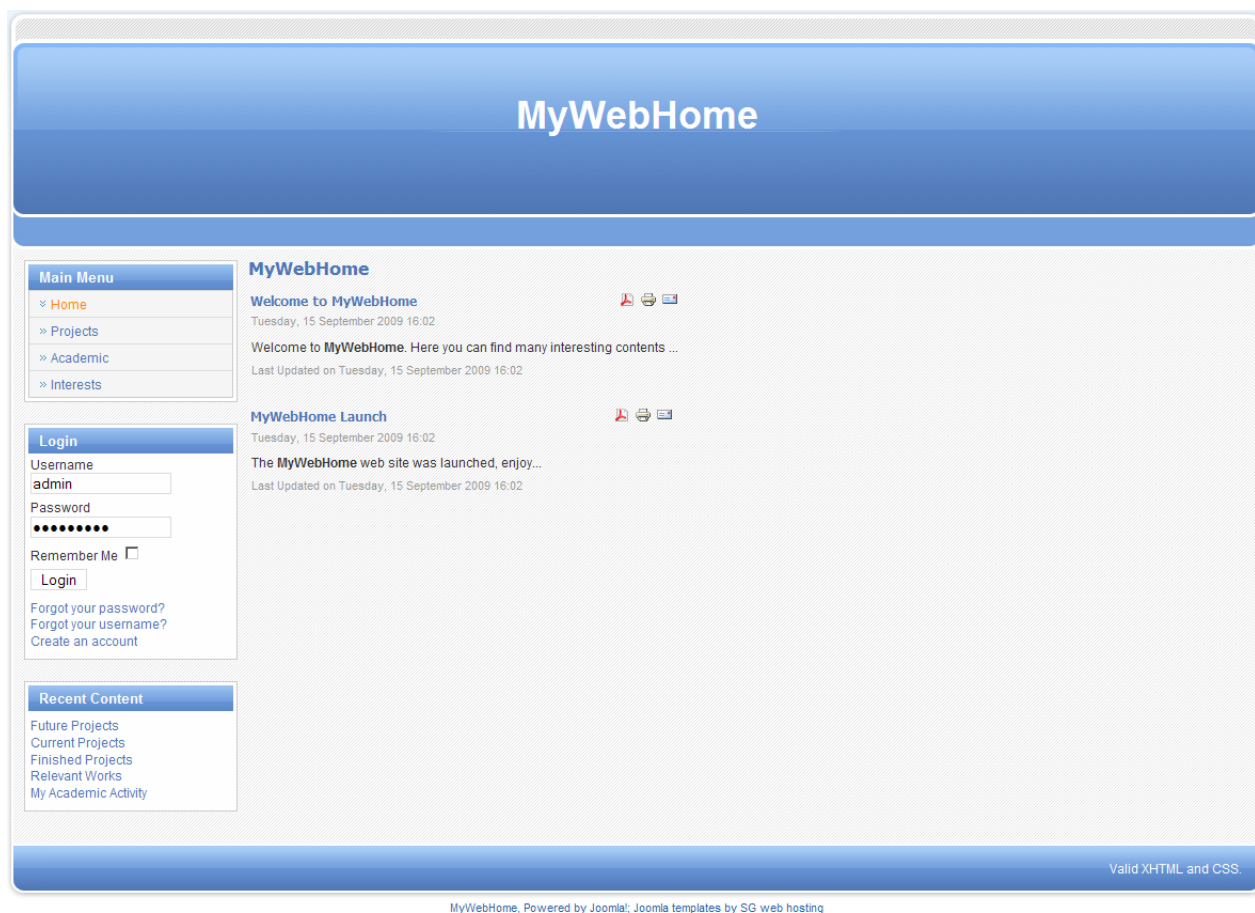 MyWebHome
Main Menu
Home
Projects
Academic
Interests
Login
Username
admin
Password
Remember Me
Login
Forgot your password?
Forgot your username?
Create an account
Recent Content
Future Projects
Current Projects
Finished Projects
Relevant Works
My Academic Activity
MyWebHome
Welcome to MyWebHome
Tuesday, 15 September 2009 16:02
Welcome to MyWebHome. Here you can find many interesting contents ...
Last Updated on Tuesday, 15 September 2009 16:02
MyWebHome Launch
Tuesday, 15 September 2009 16:02
The MyWebHome web site was launched, enjoy...
Last Updated on Tuesday, 15 September 2009 16:02
Valid XHTML and CSS.
MyWebHome, Powered by Joomla!; Joomla templates by SG web hosting